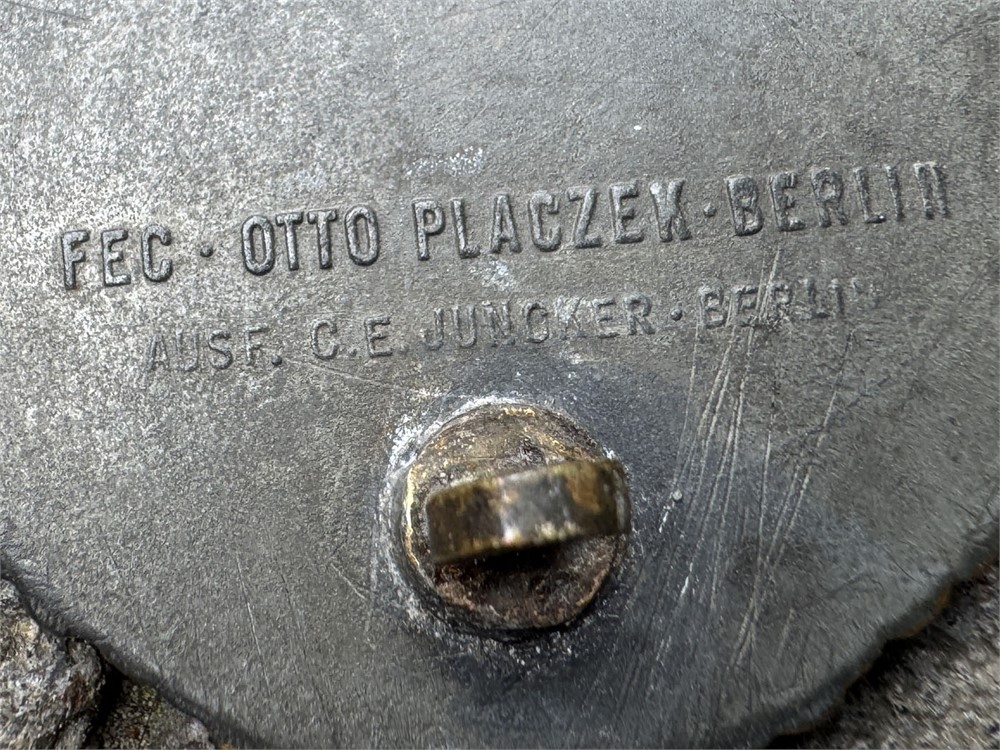 FEC · OTTO PLACZEK · BERLIN
AUSF. C.E. JUNCKER · BERLIN